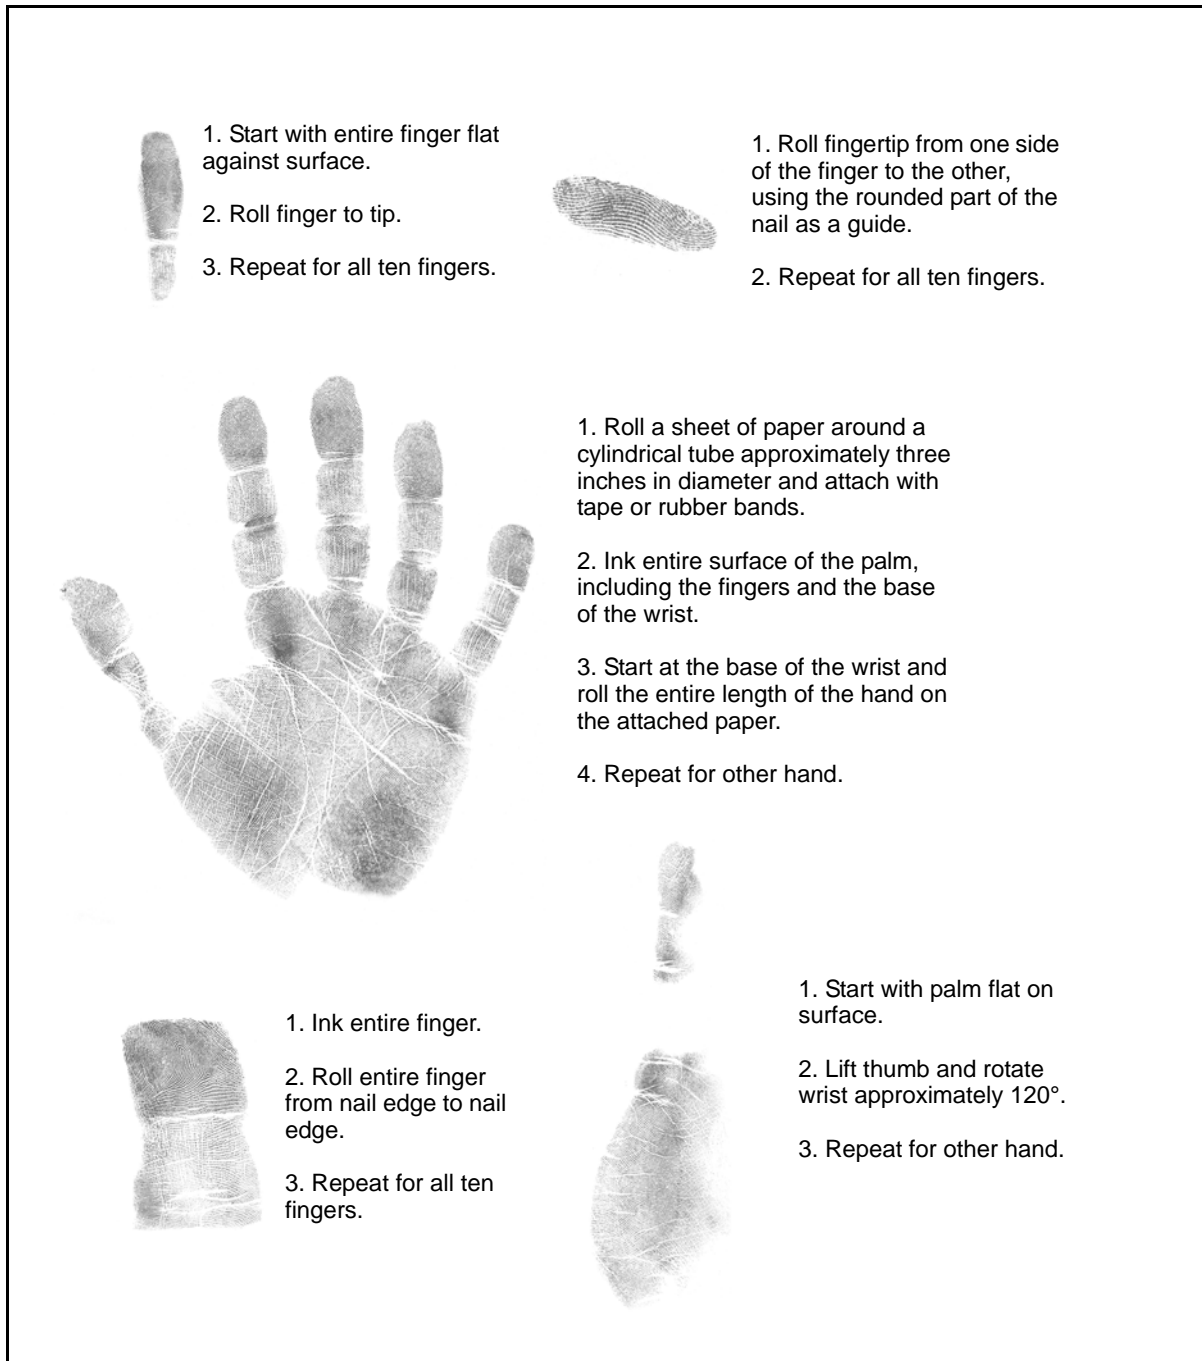 1. Start with entire finger flat
against surface.
2. Roll finger to tip.
3. Repeat for all ten fingers.
1. Roll fingertip from one side
of the finger to the other,
using the rounded part of the
nail as a guide.
2. Repeat for all ten fingers.
1. Roll a sheet of paper around a
cylindrical tube approximately three
inches in diameter and attach with
tape or rubber bands.
2. Ink entire surface of the palm,
including the fingers and the base
of the wrist.
3. Start at the base of the wrist and
roll the entire length of the hand on
the attached paper.
4. Repeat for other hand.
1. Ink entire finger.
2. Roll entire finger
from nail edge to nail
edge.
3. Repeat for all ten
fingers.
1. Start with palm flat on
surface.
2. Lift thumb and rotate
wrist approximately 120°.
3. Repeat for other hand.